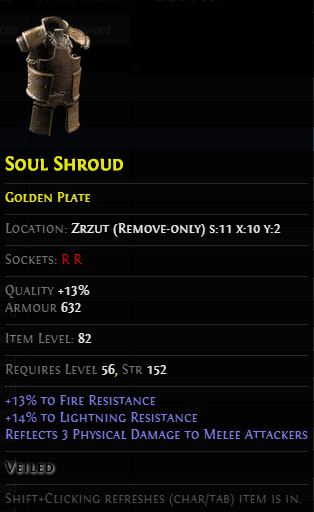 Soul Shroud
Golden Plate
Location: Zrzut (Remove-only) s:11 x:10 y:2
Sockets: R R
Quality +13%
Armour 632
Item Level: 82
Requires Level 56, Str 152
+13% to Fire Resistance
+14% to Lightning Resistance
Reflects 3 Physical Damage to Melee Attackers
Veiled
Shift+Clicking refreshes (char/tab) item is in.